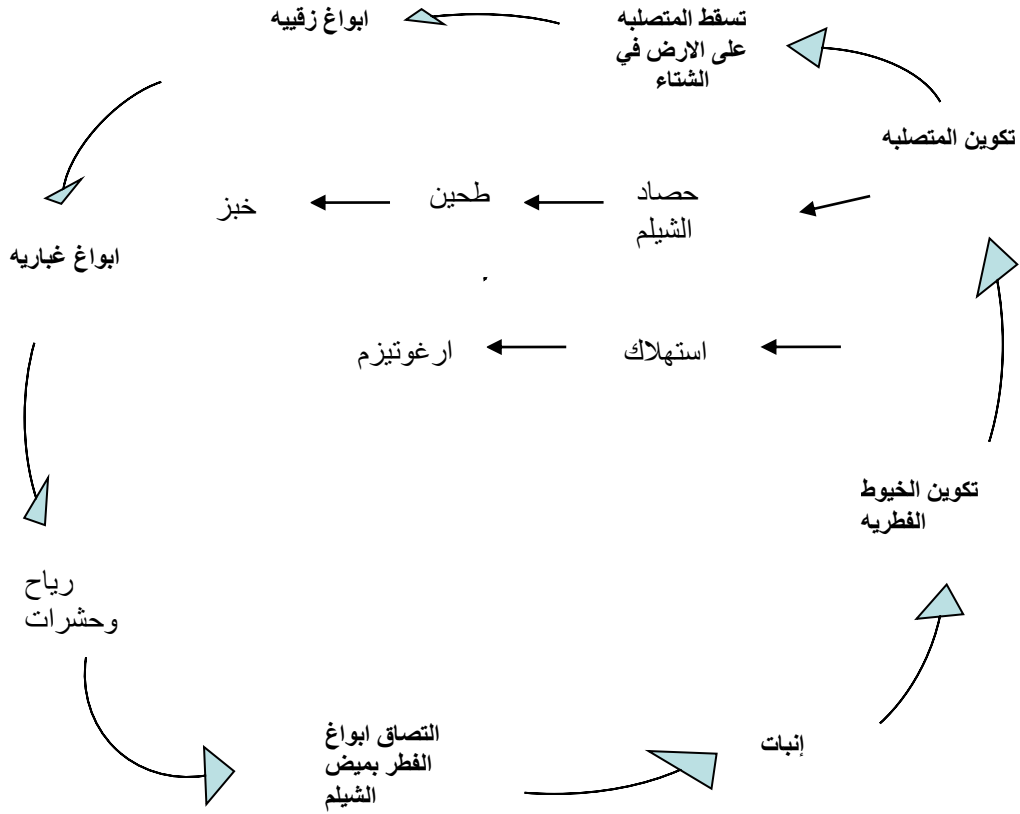 تسقط المتصلبه
على الارض في
الشتاء
ابواغ زقييه
تكوين المتصلبه
حصاد
الشيلم
طحين
خبز
ابواغ غباريه
استهلاك
ارغوتيزم
تكوين الخيوط
الفطريه
رياح
وحشرات
التصاق ابواغ
الفطر بميض
الشيلم
إنبات